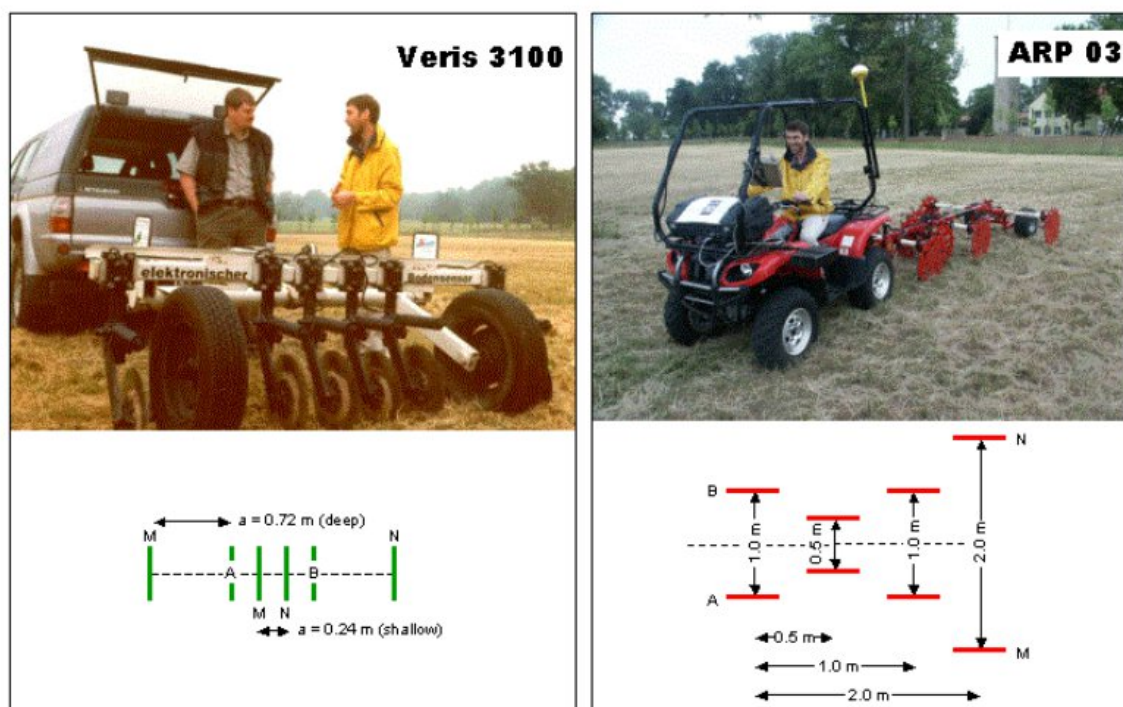 Veris 3100
MITSUBISHI
elektronischer
Bodensensor
M
a = 0.72 m (deep)
N
A
B
M N
a = 0.24 m (shallow)
ARP 03
N
B
1.0 m
0.5 m
1.0 m
2.0 m
A
M
0.5 m
1.0 m
2.0 m